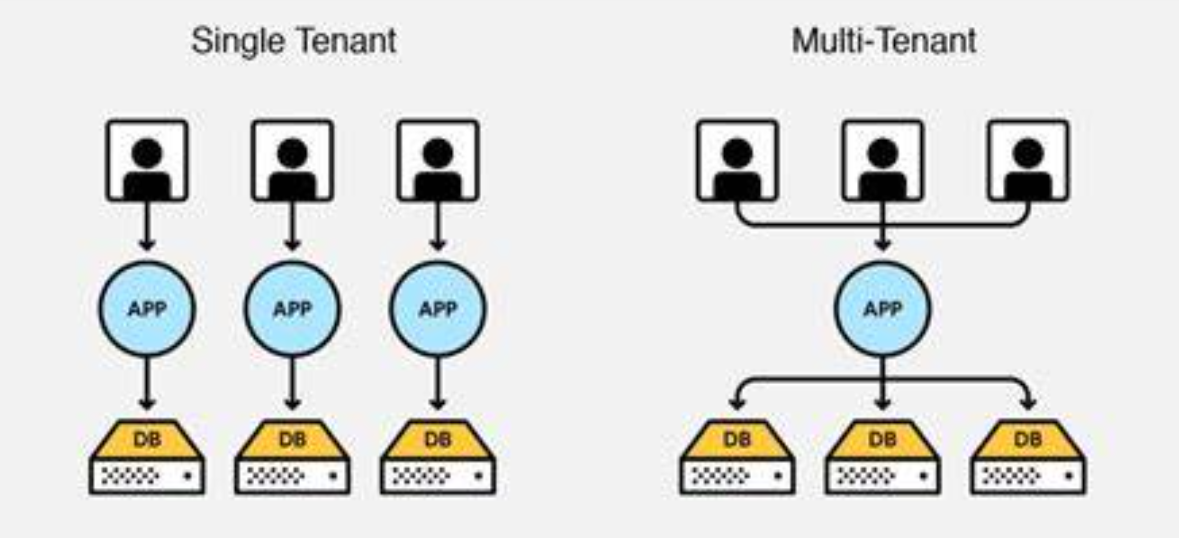 Single Tenant
Multi-Tenant
APP
APP
APP
APP
DB
DB
DB
DB
DB
DB